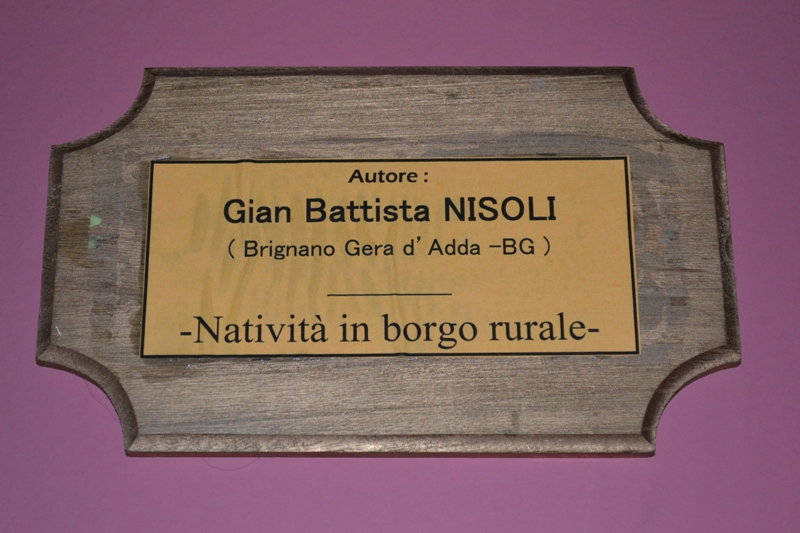 Autore :
Gian Battista NISOLI
( Brignano Gera d' Adda -BG )
-Natività in borgo rurale-